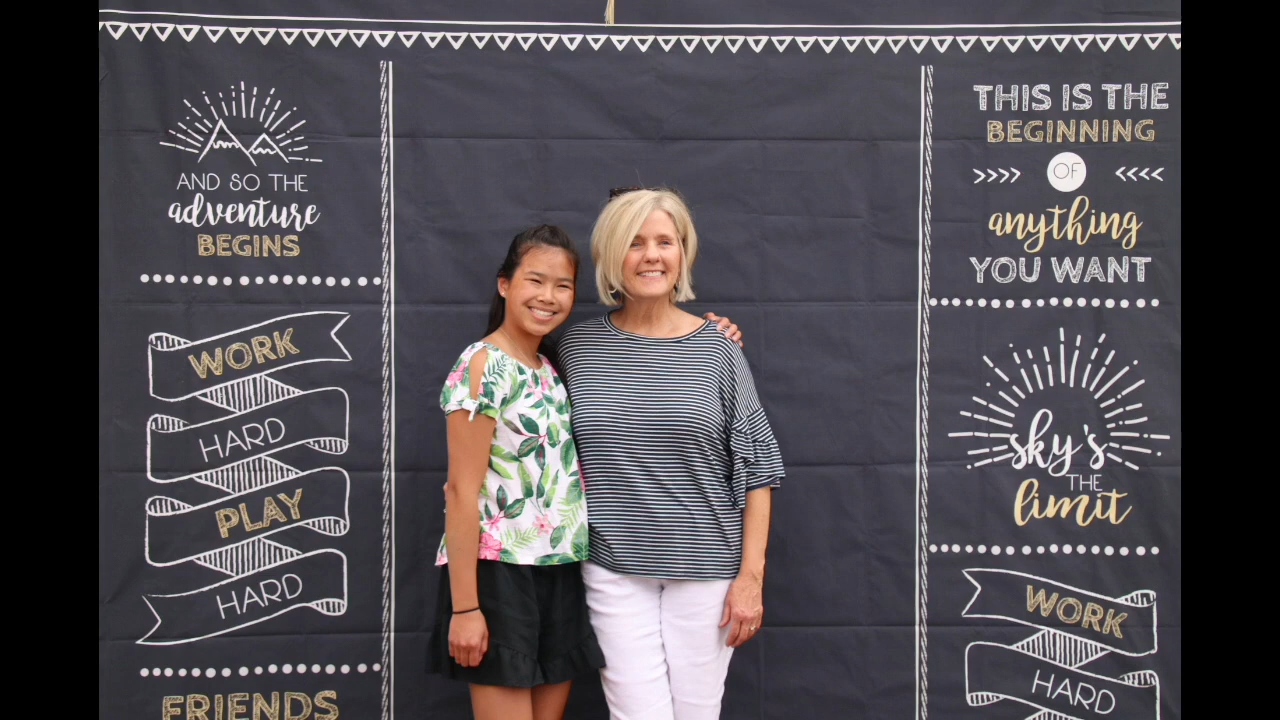 AND SO THE
adventure
BEGINS
WORK
HARD
PLAY
HARD
FRIENDS
THIS IS THE
BEGINNING
OF
anything
YOU WANT
sky's
THE
limit
WORK
HARD